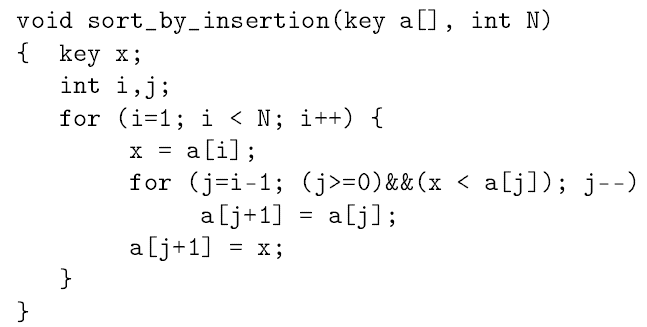 void sort_by_insertion(key a[], int N)
{  key x;
   int i,j;
   for (i=1; i < N; i++) {
        x = a[i];
        for (j=i-1; (j>=0)&&(x < a[j]); j--)
             a[j+1] = a[j];
        a[j+1] = x;
   }
}